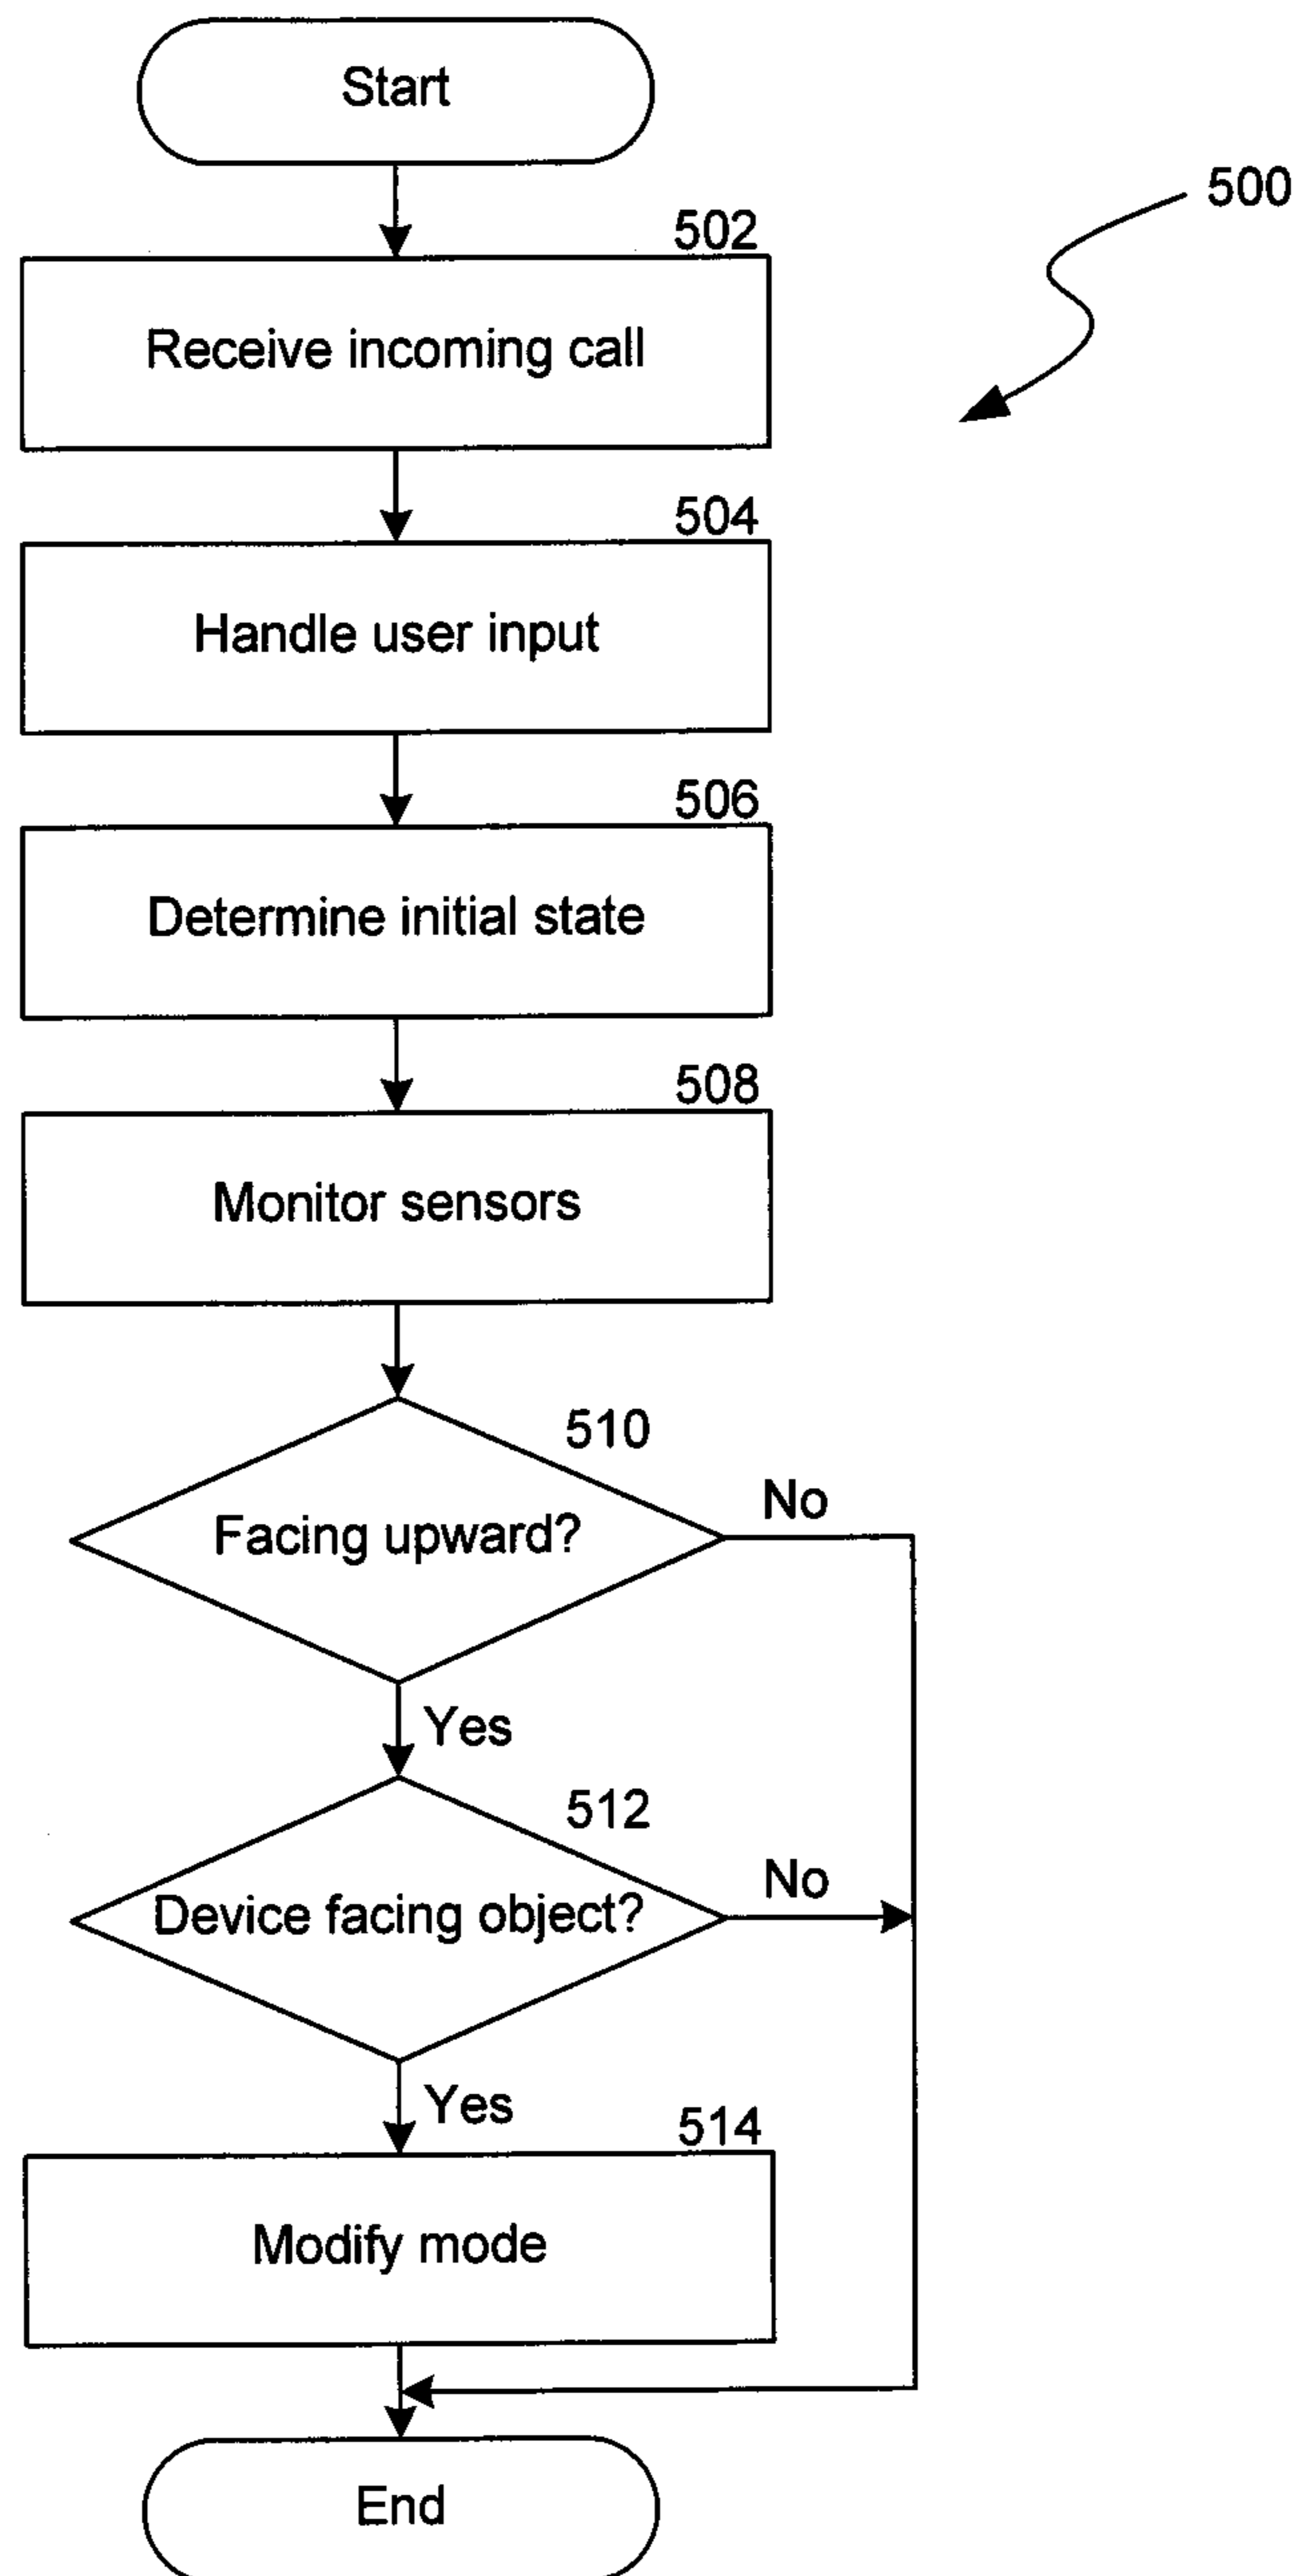 Start
500
502
Receive incoming call
504
Handle user input
506
Determine initial state
508
Monitor sensors
510
No
Facing upward?
Yes
512
No
Device facing object?
Yes
514
Modify mode
End